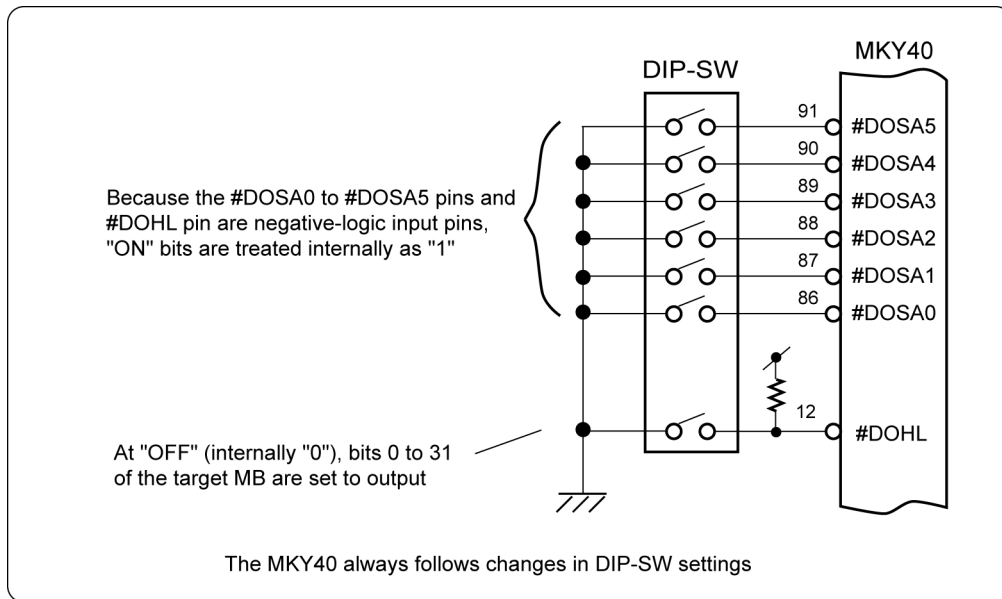 MKY40
DIP-SW
91
#DOSA5
90
#DOSA4
89
#DOSA3
88
#DOSA2
87
#DOSA1
86
#DOSA0
Because the #DOSA0 to #DOSA5 pins and
#DOHL pin are negative-logic input pins,
"ON" bits are treated internally as "1"
12
#DOHL
At "OFF" (internally "0"), bits 0 to 31
of the target MB are set to output
The MKY40 always follows changes in DIP-SW settings